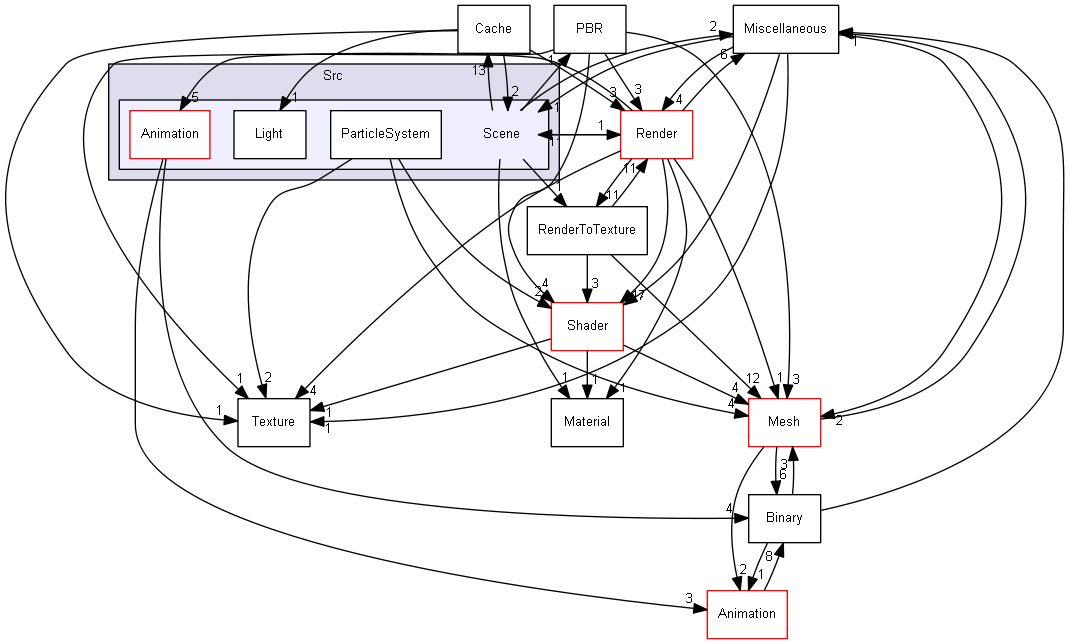 Cache
PBR
Miscellaneous
2
1
13
1
6
Src
5
1
2
1
3
3
4
Animation
Light
ParticleSystem
Scene
1
1
Render
11
1
11
RenderToTexture
4
2
3
17
Shader
1
2
4
1
1
1
4
4
12
1
3
1
1
1
2
Texture
Material
Mesh
3
6
4
Binary
8
2
1
3
Animation